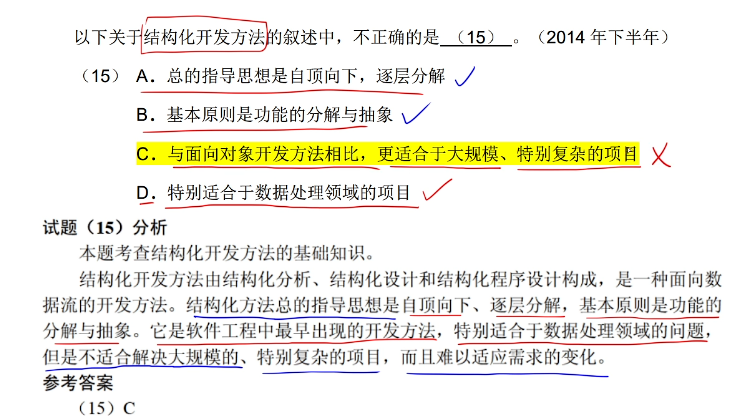 以下关于结构化开发方法的叙述中，不正确的是 （15） 。（2014 年下半年）
（15） A．总的指导思想是自顶向下，逐层分解
B．基本原则是功能的分解与抽象
C．与面向对象开发方法相比，更适合于大规模、特别复杂的项目
D．特别适合于数据处理领域的项目
试题（15）分析
本题考查结构化开发方法的基础知识。
结构化开发方法由结构化分析、结构化设计和结构化程序设计构成，是一种面向数
据流的开发方法。结构化方法总的指导思想是自顶向下、逐层分解，基本原则是功能的
分解与抽象。它是软件工程中最早出现的开发方法，特别适合于数据处理领域的问题，
但是不适合解决大规模的、特别复杂的项目，而且难以适应需求的变化。
参考答案
（15）C